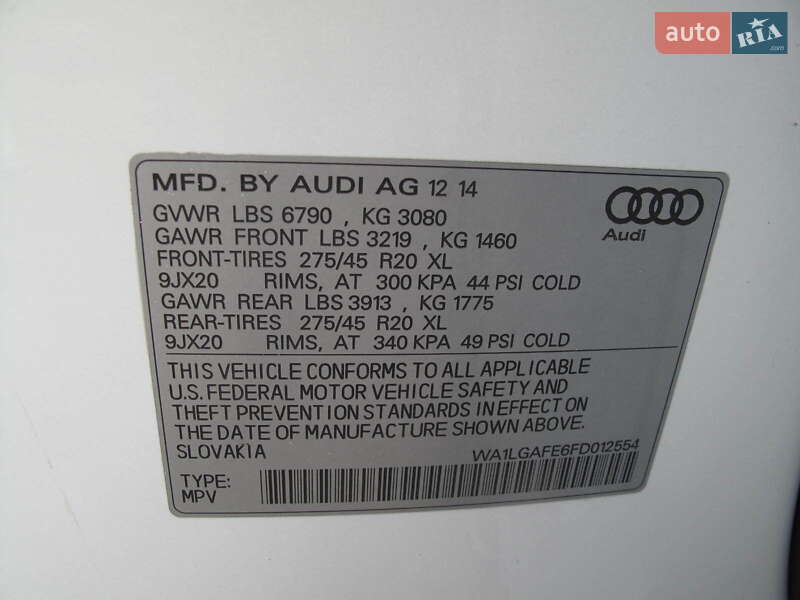 auto RIA .com
MFD. BY AUDI AG 12 14
GVWR LBS 6790 , KG 3080
GAWR FRONT LBS 3219 , KG 1460
FRONT-TIRES 275/45 R20 XL
9JX20 RIMS, AT 300 KPA 44 PSI COLD
GAWR REAR LBS 3913 , KG 1775
REAR-TIRES 275/45 R20 XL
9JX20 RIMS, AT 340 KPA 49 PSI COLD
Audi
THIS VEHICLE CONFORMS TO ALL APPLICABLE
U.S. FEDERAL MOTOR VEHICLE SAFETY AND
THEFT PREVENTION STANDARDS IN EFFECT ON
THE DATE OF MANUFACTURE SHOWN ABOVE.
SLOVAKIA
WA1LGAFE6FD012554
TYPE:
MPV